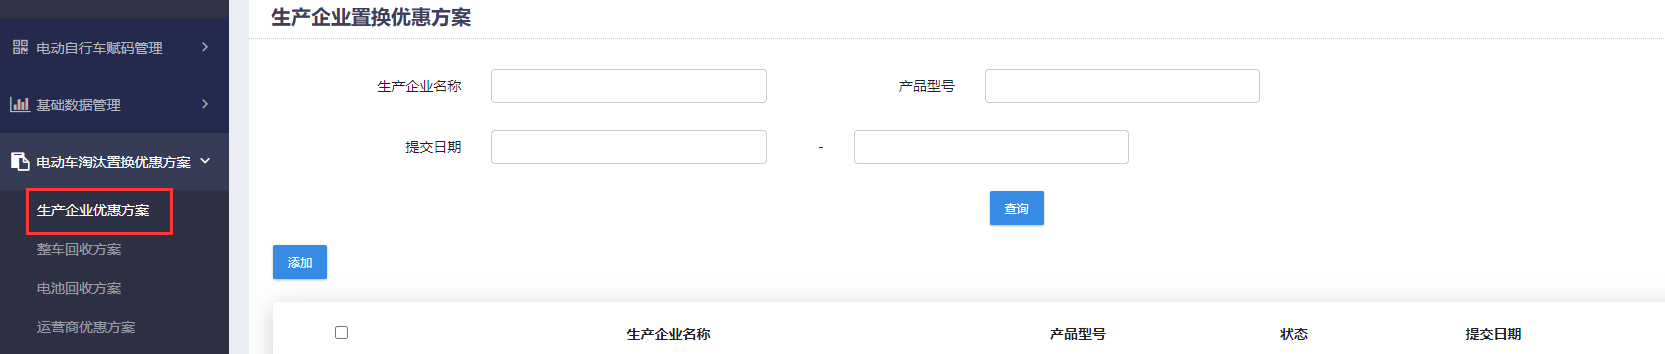 电动自行车赋码管理
基础数据管理
电动车淘汰置换优惠方案
生产企业优惠方案
整车回收方案
电池回收方案
运营商优惠方案
生产企业置换优惠方案
生产企业名称
产品型号
提交日期 -
查询
添加
生产企业名称 产品型号 状态 提交日期